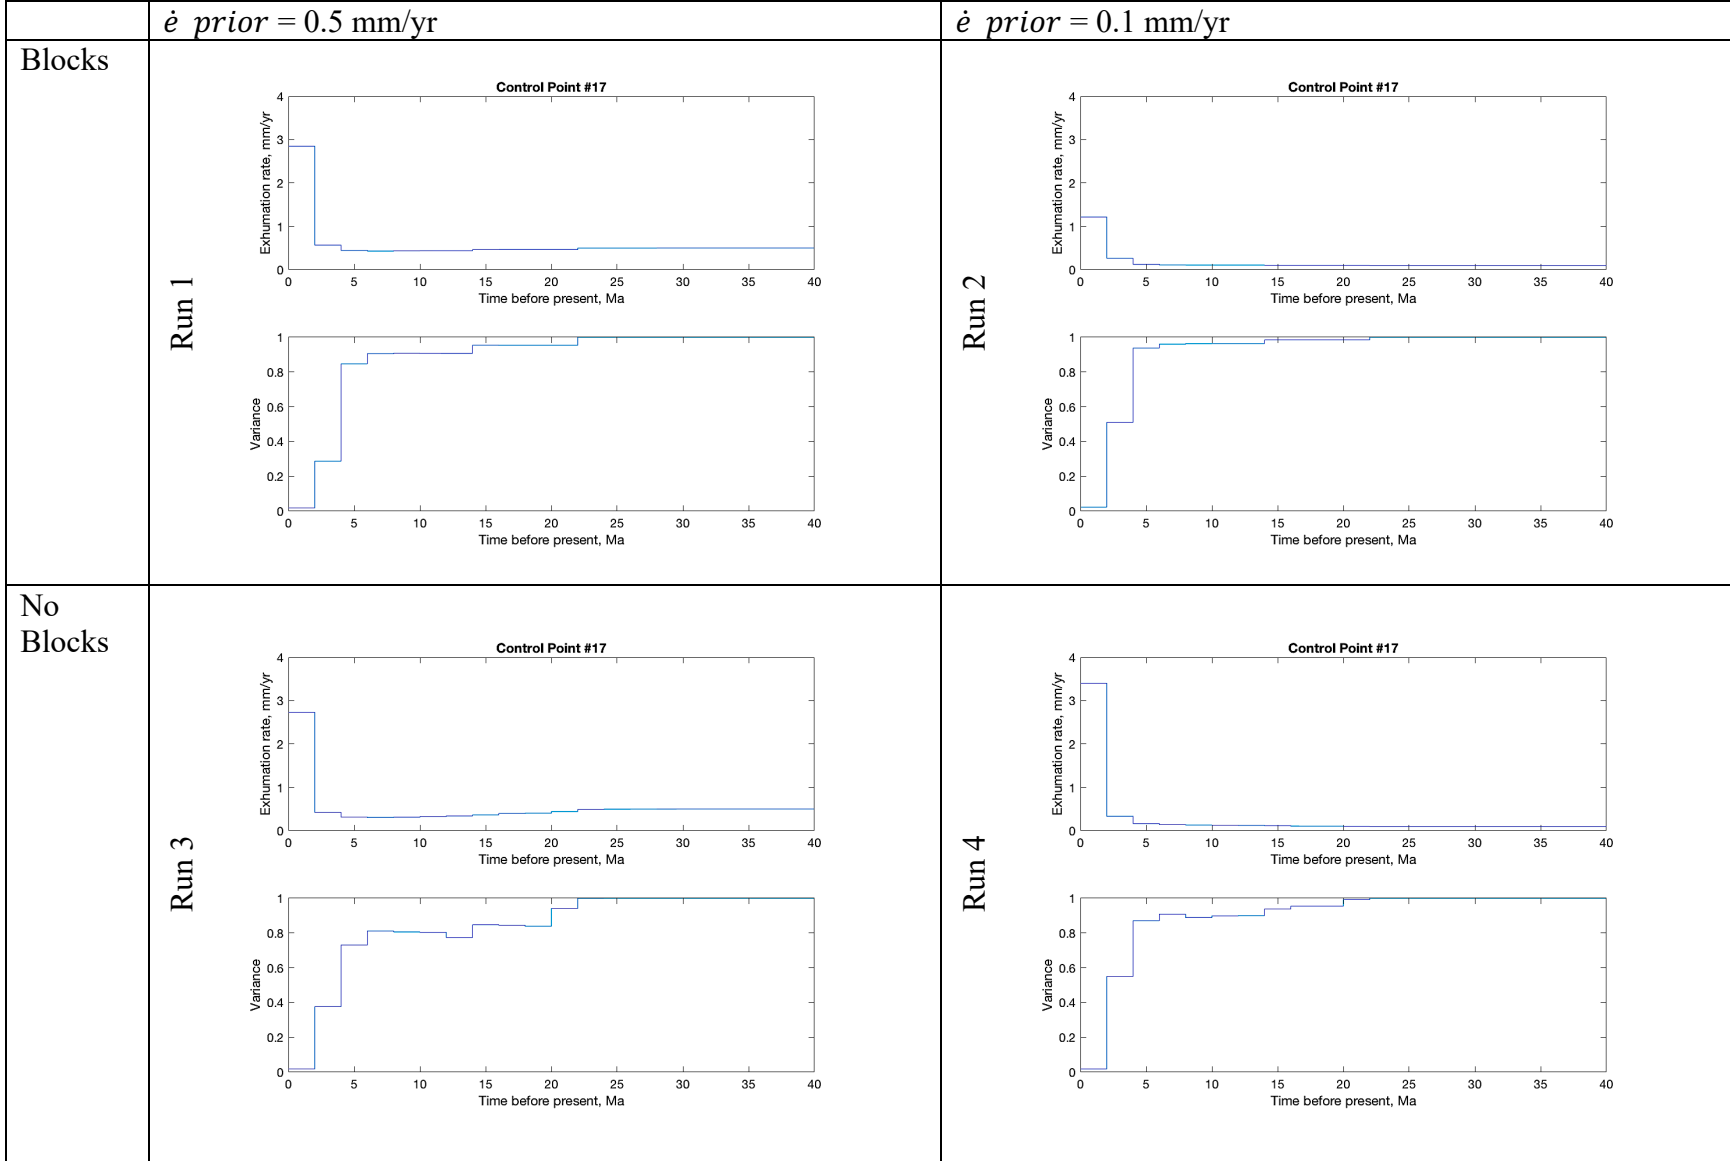 ė prior = 0.5 mm/yr
ė prior = 0.1 mm/yr
Blocks
Run 1
Control Point #17
Exhumation rate, mm/yr
4
3
2
1
0
0 5 10 15 20 25 30 35 40
Time before present, Ma
Variance
1
0.8
0.6
0.4
0.2
0
0 5 10 15 20 25 30 35 40
Time before present, Ma
Run 2
Control Point #17
Exhumation rate, mm/yr
4
3
2
1
0
0 5 10 15 20 25 30 35 40
Time before present, Ma
Variance
1
0.8
0.6
0.4
0.2
0
0 5 10 15 20 25 30 35 40
Time before present, Ma
No
Blocks
Run 3
Control Point #17
Exhumation rate, mm/yr
4
3
2
1
0
0 5 10 15 20 25 30 35 40
Time before present, Ma
Variance
1
0.8
0.6
0.4
0.2
0
0 5 10 15 20 25 30 35 40
Time before present, Ma
Run 4
Control Point #17
Exhumation rate, mm/yr
4
3
2
1
0
0 5 10 15 20 25 30 35 40
Time before present, Ma
Variance
1
0.8
0.6
0.4
0.2
0
0 5 10 15 20 25 30 35 40
Time before present, Ma